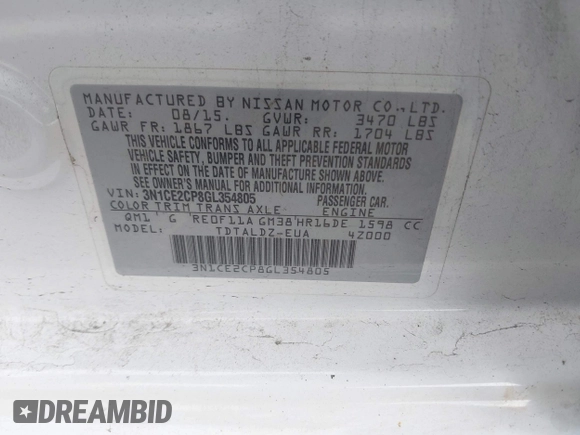 MANUFACTURED BY NISSAN MOTOR CO.,LTD.
DATE: 08/15. GVWR: 3470 LBS
GAWR FR: 1867 LBS GAWR RR: 1704 LBS
THIS VEHICLE CONFORMS TO ALL APPLICABLE FEDERAL MOTOR
VEHICLE SAFETY, BUMPER AND THEFT PREVENTION STANDARDS
IN EFFECT ON THE DATE OF MANUFACTURE SHOWN ABOVE.
SEE OWNER'S MANUAL AND ADDITIONAL LABELS.
VIN: 3N1CE2CP8GL354805 PASSENGER CAR.
COLOR TRIM TRANS AXLE ENGINE
QM1 G RE0F11A GM38 HR16DE 1598 CC
MODEL: TDTALDZ-EUA 42000
3N1CE2CP8GL354805
DREAMBID